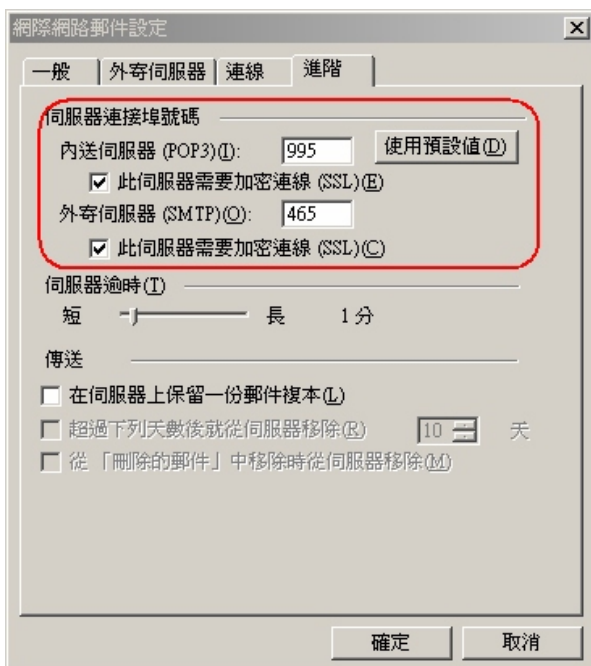 網際網路郵件設定
一般 外寄伺服器 連線 進階
伺服器連接埠號碼
內送伺服器 (POP3)(I): 995 使用預設值(D)
此伺服器需要加密連線 (SSL)(E)
外寄伺服器 (SMTP)(O): 465
此伺服器需要加密連線 (SSL)(C)
伺服器逾時(T)
短 長 1 分
傳送
在伺服器上保留一份郵件複本(L)
超過下列天數後就從伺服器移除(R) 10 天
從「刪除的郵件」中移除時從伺服器移除(M)
確定 取消